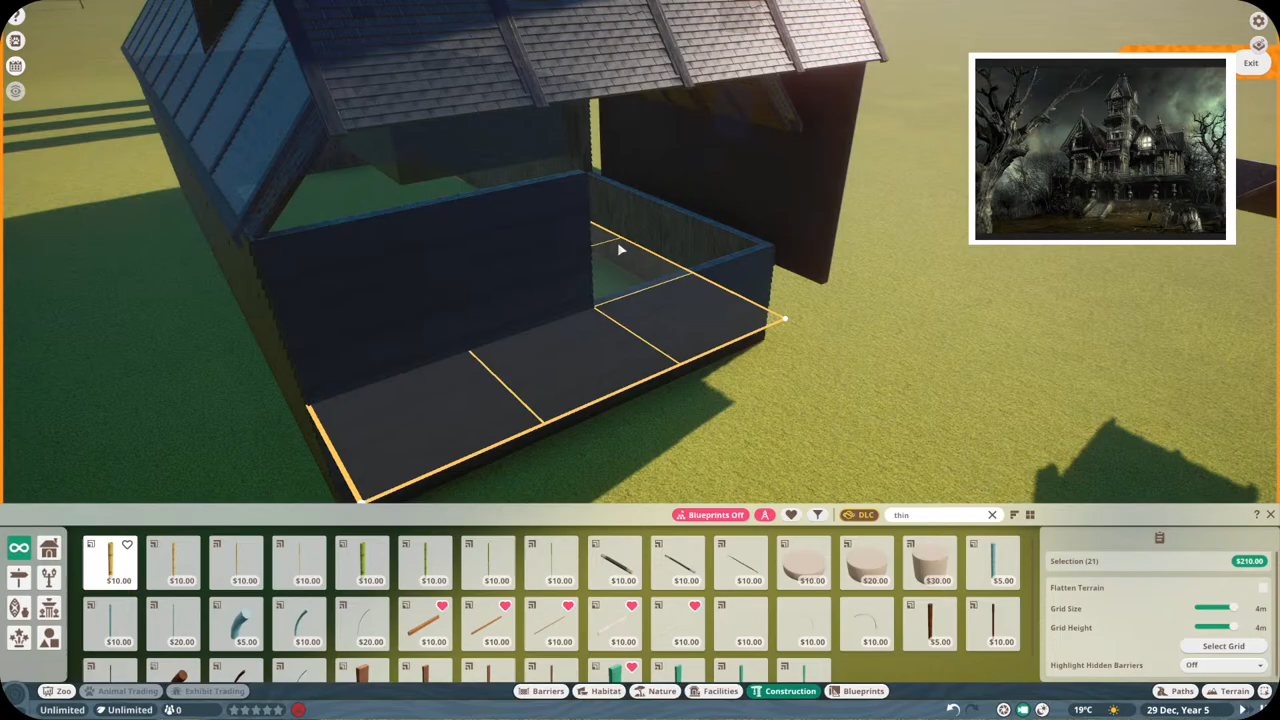 Exit
Blueprints Off
DLC
thin
?
$10.00 $10.00 $10.00 $10.00 $10.00 $10.00 $10.00 $10.00 $10.00 $10.00 $10.00 $10.00 $20.00 $30.00 $5.00
$10.00 $10.00 $20.00 $5.00 $10.00 $20.00 $10.00 $10.00 $10.00 $10.00 $10.00 $10.00 $10.00 $5.00 $10.00
Selection (21) $210.00
Flatten Terrain
Grid Size 4m
Grid Height 4m
Select Grid
Highlight Hidden Barriers Off
Zoo Animal Trading Exhibit Trading Barriers Habitat Nature Facilities Construction Blueprints Paths Terrain
Unlimited Unlimited 0 19°C 29 Dec, Year 5